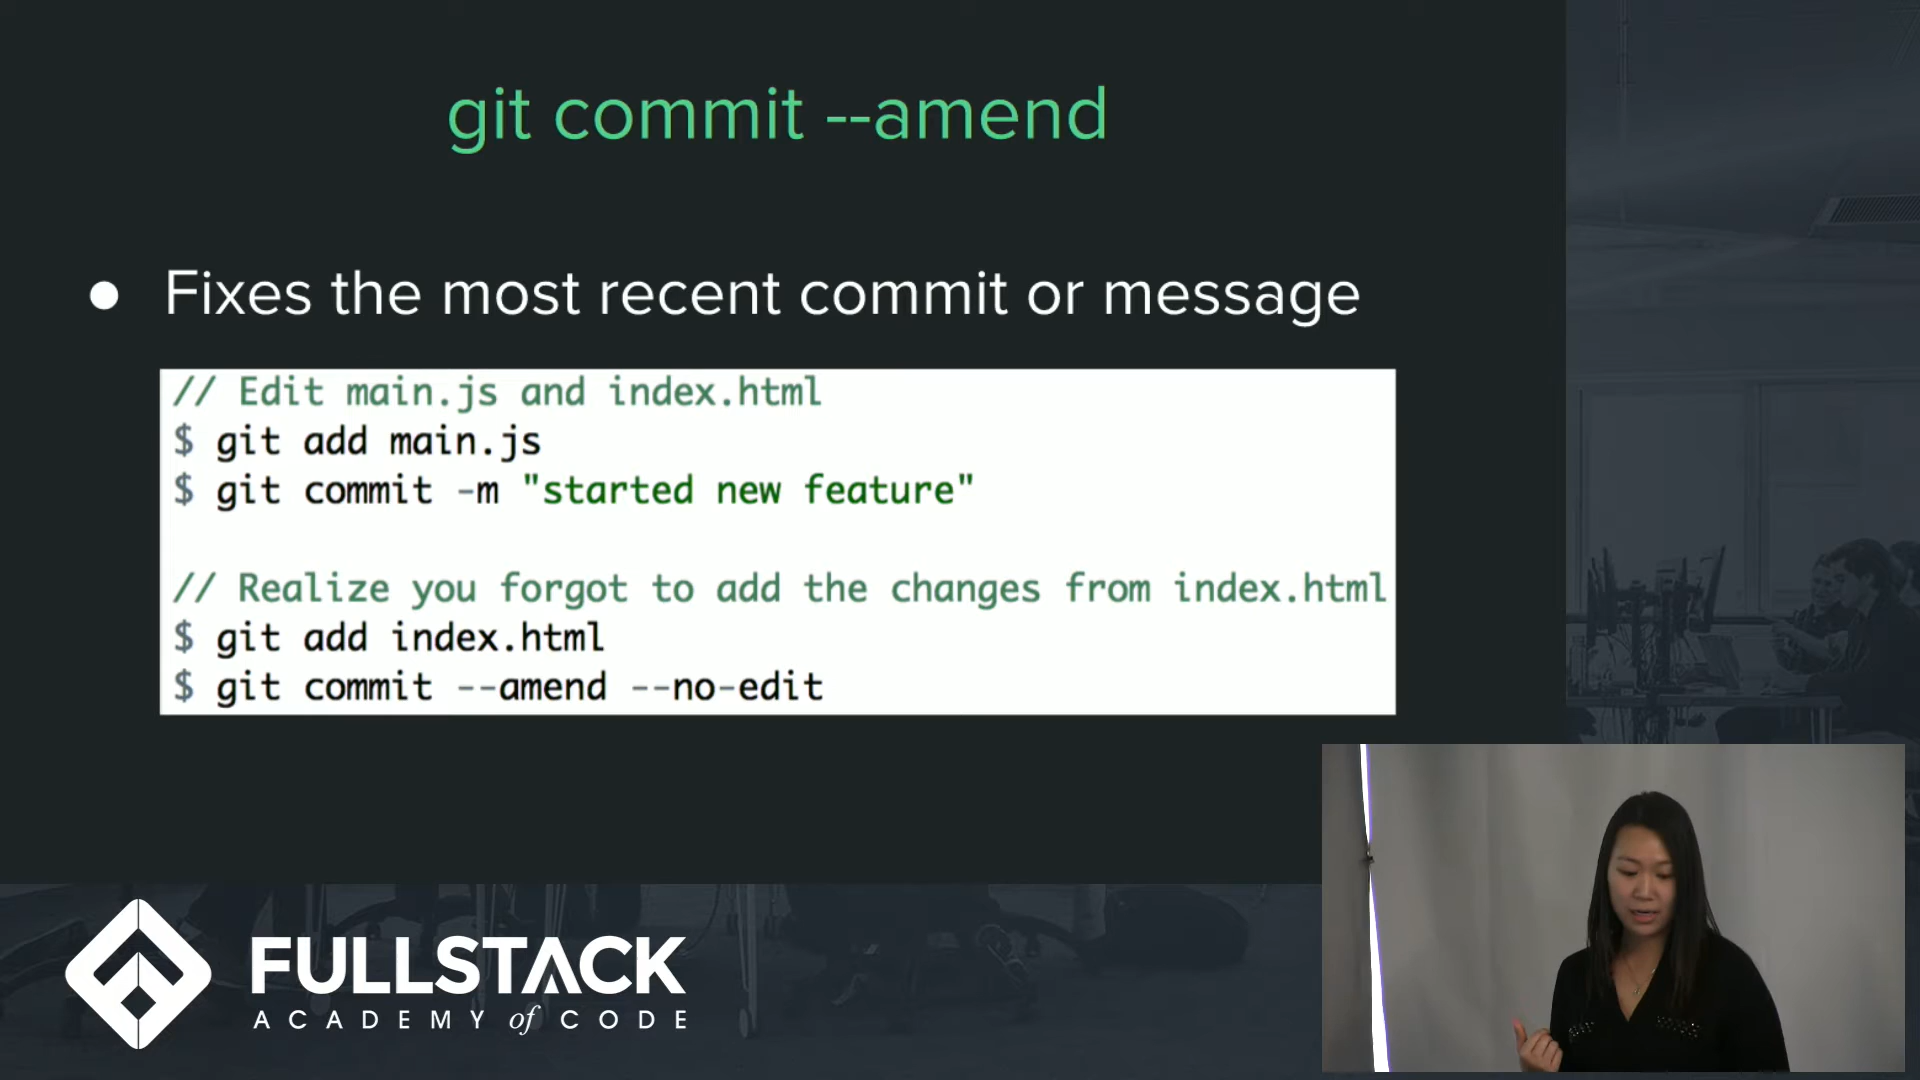 git commit --amend
● Fixes the most recent commit or message
// Edit main.js and index.html
$ git add main.js
$ git commit -m "started new feature"
// Realize you forgot to add the changes from index.html
$ git add index.html
$ git commit --amend --no-edit
FULLSTACK
ACADEMY of CODE